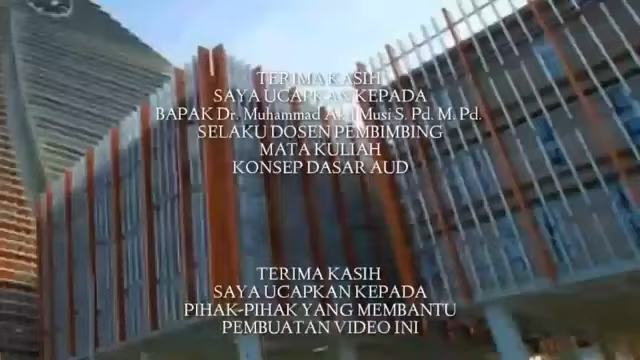 TERIMA KASIH
SAYA UCAPKAN KEPADA
BAPAK Dr. Muhammad Musi S. Pd. M. Pd.
SELAKU DOSEN PEMBIMBING
MATA KULIAH
KONSEP DASAR AUD
TERIMA KASIH
SAYA UCAPKAN KEPADA
PIHAK-PIHAK YANG MEMBANTU
PEMBUATAN VIDEO INI